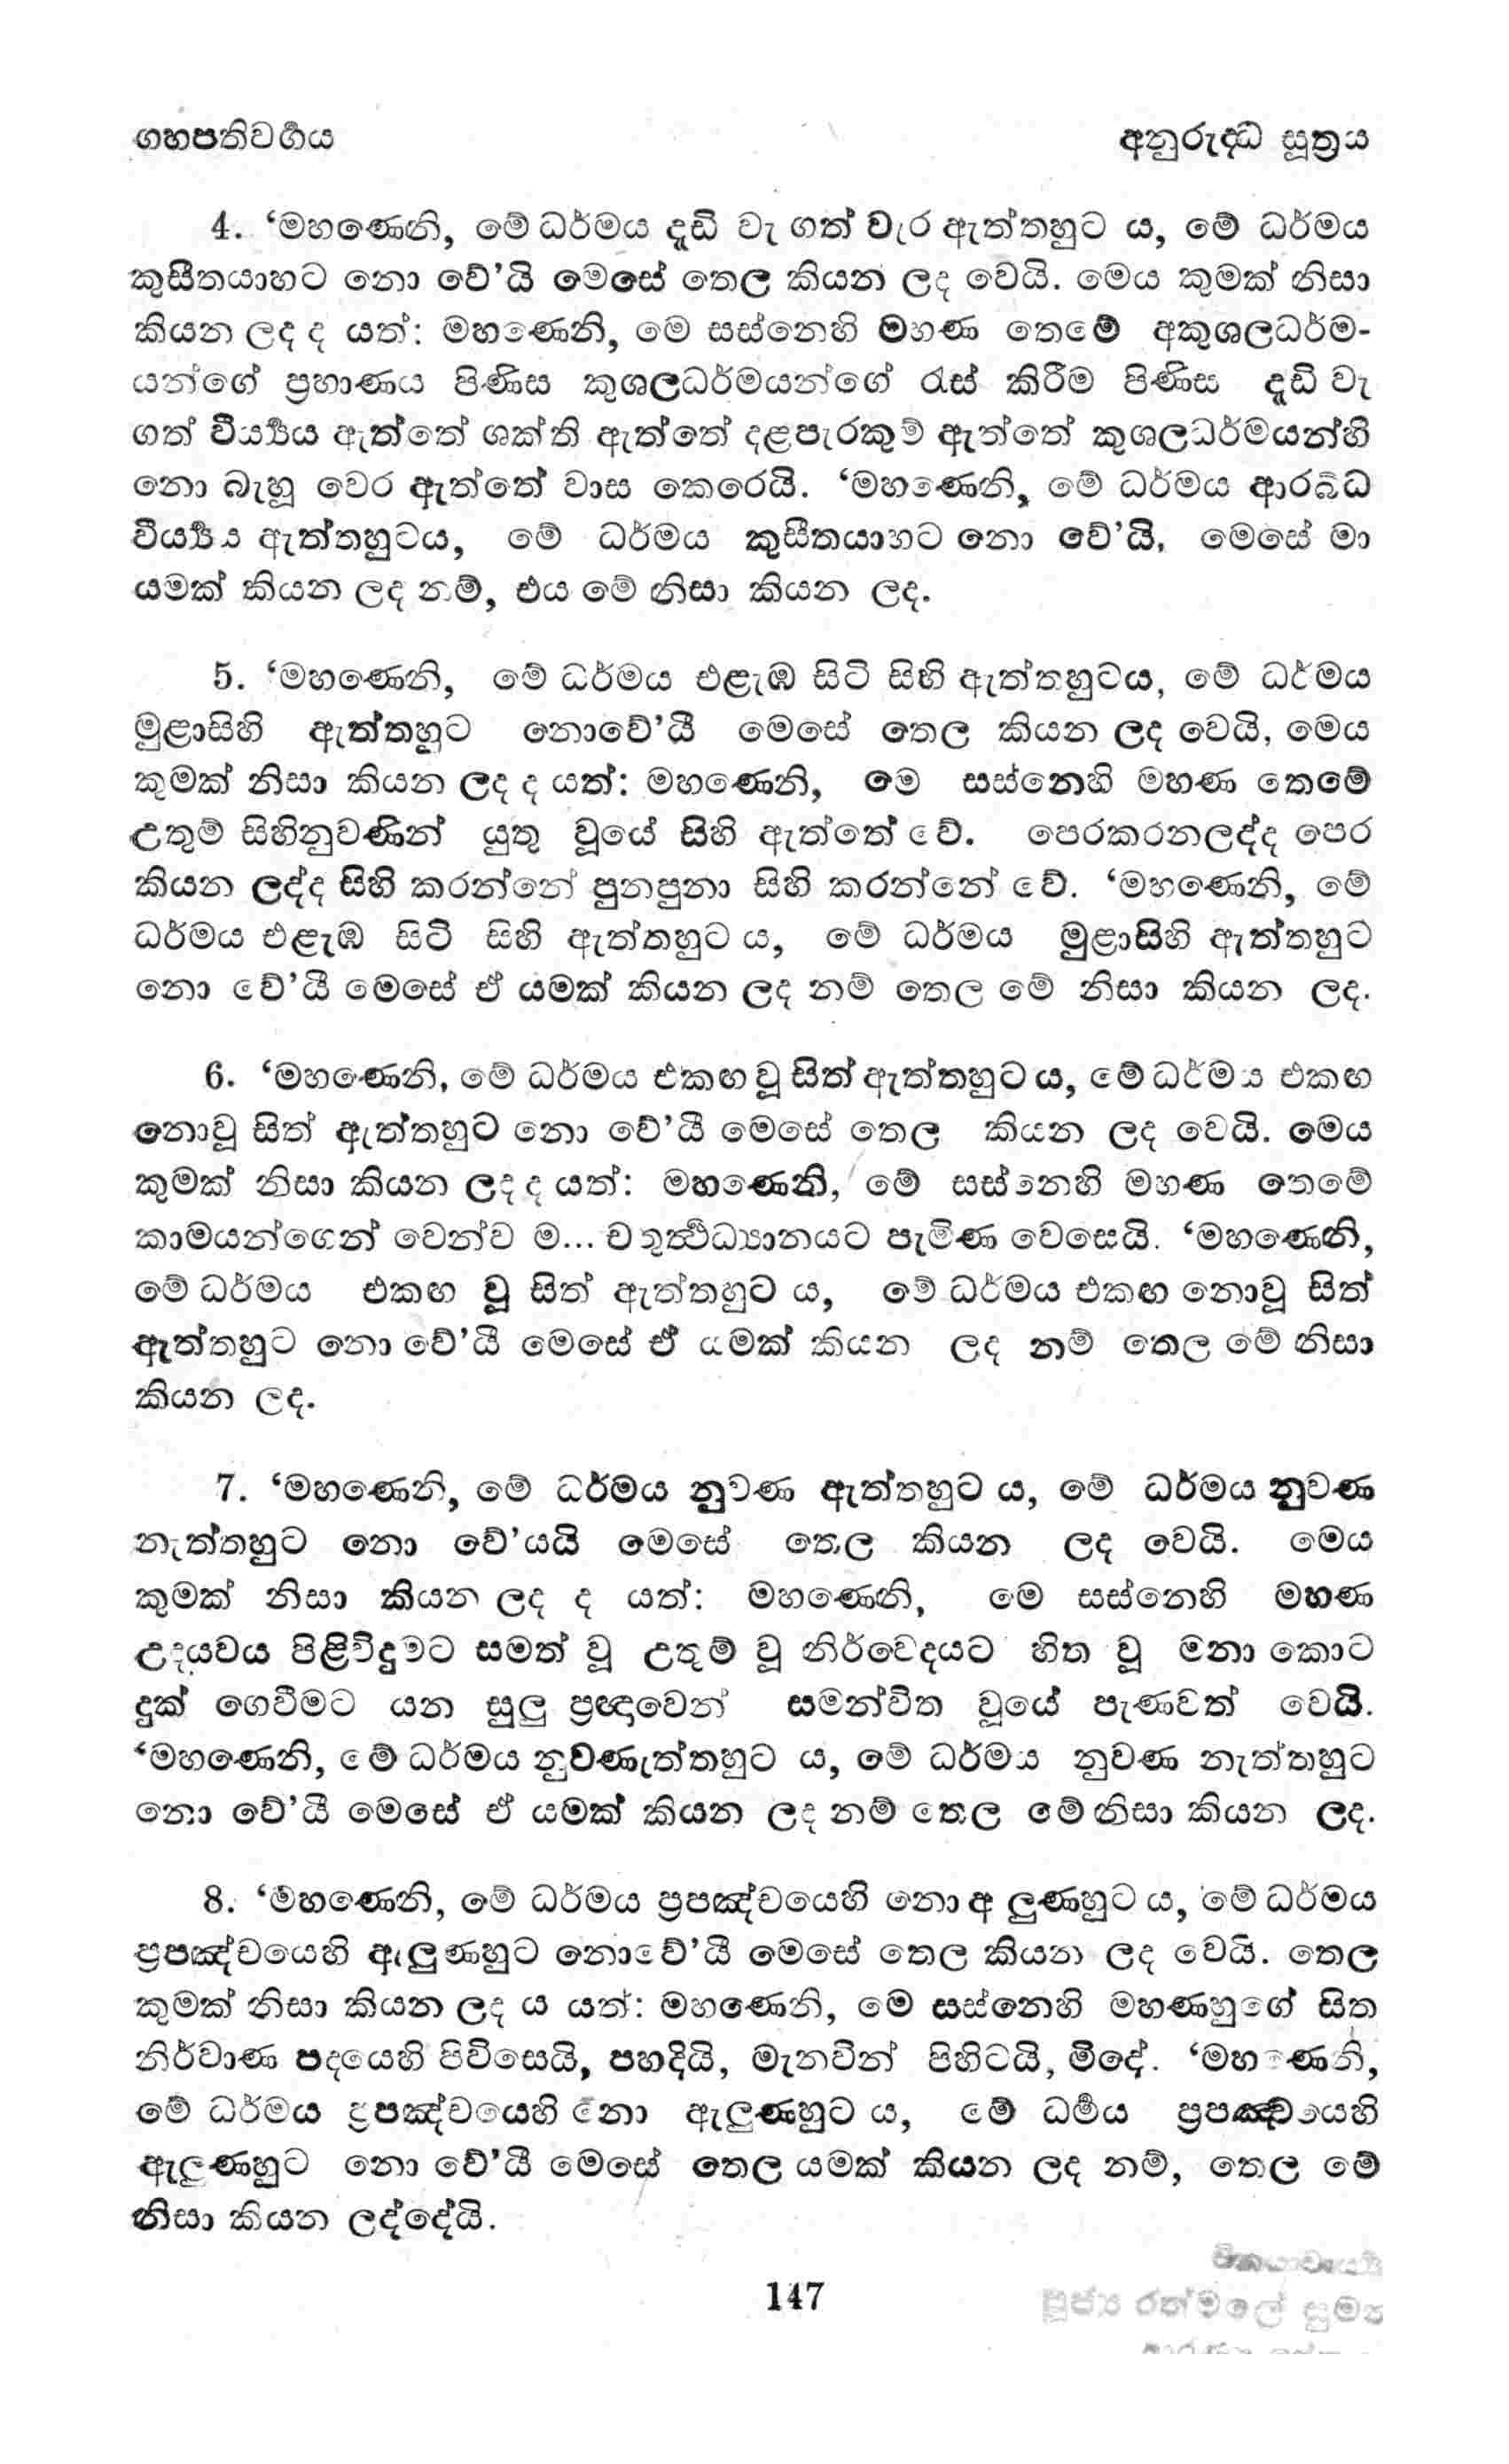 ගහපතිවර්‍ගය
අනුරුද්ධ සූත්‍රය
4. ‘මහණෙනි, මේ ධර්මය දැඩි වැ ගත් වැර ඇත්තහුට ය, මේ ධර්මය
කුසීතයාහට නො වේ’යි මෙසේ තෙල කියන ලද වෙයි. මෙය කුමක් නිසා
කියන ලද ද යත්: මහණෙනි, මෙ සස්නෙහි මහණ තෙමේ අකුශලධර්ම-
යන්ගේ ප්‍රහාණය පිණිස කුශලධර්මයන්ගේ රැස් කිරීම පිණිස දැඩි වැ
ගත් වීර්‍ය්‍යය ඇත්තේ ශක්ති ඇත්තේ දළපැරකුම් ඇත්තේ කුශලධර්මයන්හි
නො බැහූ වෙර ඇත්තේ වාස කෙරෙයි. ‘මහණෙනි, මේ ධර්මය ආරබ්ධ
වීර්‍ය්‍යය ඇත්තහුටය, මේ ධර්මය කුසීතයාහට නො වේ’යි, මෙසේ මා
යමක් කියන ලද නම්, එය මේ නිසා කියන ලද.
5. ‘මහණෙනි, මේ ධර්මය එළැඹ සිටි සිහි ඇත්තහුටය, මේ ධර්මය
මුළාසිහි ඇත්තහුට නොවේ’යී මෙසේ තෙල කියන ලද වෙයි, මෙය
කුමක් නිසා කියන ලද ද යත්: මහණෙනි, මෙ සස්නෙහි මහණ තෙමේ
උතුම් සිහිනුවණින් යුතු වූයේ සිහි ඇත්තේ වේ. පෙරකරනලද්ද පෙර
කියන ලද්ද සිහි කරන්නේ පුනපුනා සිහි කරන්නේ වේ. ‘මහණෙනි, මේ
ධර්මය එළැඹ සිටි සිහි ඇත්තහුට ය, මේ ධර්මය මුළාසිහි ඇත්තහුට
නො වේ’යී මෙසේ ඒ යමක් කියන ලද නම් තෙල මේ නිසා කියන ලද.
6. ‘මහණෙනි, මේ ධර්මය එකඟ වූ සිත් ඇත්තහුට ය, මේ ධර්මය එකඟ
නොවූ සිත් ඇත්තහුට නො වේ’යී මෙසේ තෙල කියන ලද වෙයි. මෙය
කුමක් නිසා කියන ලද ද යත්: මහණෙනි, මේ සස්නෙහි මහණ තෙමේ
කාමයන්ගෙන් වෙන්ව ම... චතුර්‍ත්‍ථධ්‍යානයට පැමිණ වෙසෙයි. ‘මහණෙනි,
මේ ධර්මය එකඟ වූ සිත් ඇත්තහුට ය, මේ ධර්මය එකඟ නොවූ සිත්
ඇත්තහුට නො වේ’යී මෙසේ ඒ යමක් කියන ලද නම් තෙල මේ නිසා
කියන ලද.
7. ‘මහණෙනි, මේ ධර්මය නුවණ ඇත්තහුට ය, මේ ධර්මය නුවණ
නැත්තහුට නො වේ’යයි මෙසේ තෙල කියන ලද වෙයි. මෙය
කුමක් නිසා කියන ලද ද යත්: මහණෙනි, මෙ සස්නෙහි මහණ
උදයවය පිළිවිදුමට සමත් වූ උතුම් වූ නිර්වෙදයට හිත වූ මනා කොට
දුක් ගෙවීමට යන සුලු ප්‍රඥාවෙන් සමන්විත වූයේ පැණවත් වෙයි.
‘මහණෙනි, මේ ධර්මය නුවණැත්තහුට ය, මේ ධර්මය නුවණ නැත්තහුට
නො වේ’යී මෙසේ ඒ යමක් කියන ලද නම් තෙල මේ නිසා කියන ලද.
8. ‘මහණෙනි, මේ ධර්මය ප්‍රපඤ්චයෙහි නො අ ලුණහුට ය, මේ ධර්මය
ප්‍රපඤ්චයෙහි ඇලුණහුට නොවේ’යී මෙසේ තෙල කියන ලද වෙයි. තෙල
කුමක් නිසා කියන ලද ය යත්: මහණෙනි, මෙ සස්නෙහි මහණහුගේ සිත
නිර්වාණ පදයෙහි පිවිසෙයි, පහදියි, මැනවින් පිහිටයි, මිදේ. ‘මහණෙනි,
මේ ධර්මය ප්‍රපඤ්චයෙහි නො ඇලුණහුට ය, මේ ධර්‍මය ප්‍රපඤ්චයෙහි
ඇලුණහුට නො වේ’යී මෙසේ තෙල යමක් කියන ලද නම්, තෙල මේ
නිසා කියන ලද්දේයි.
147
පූජ්‍ය රත්මලේ